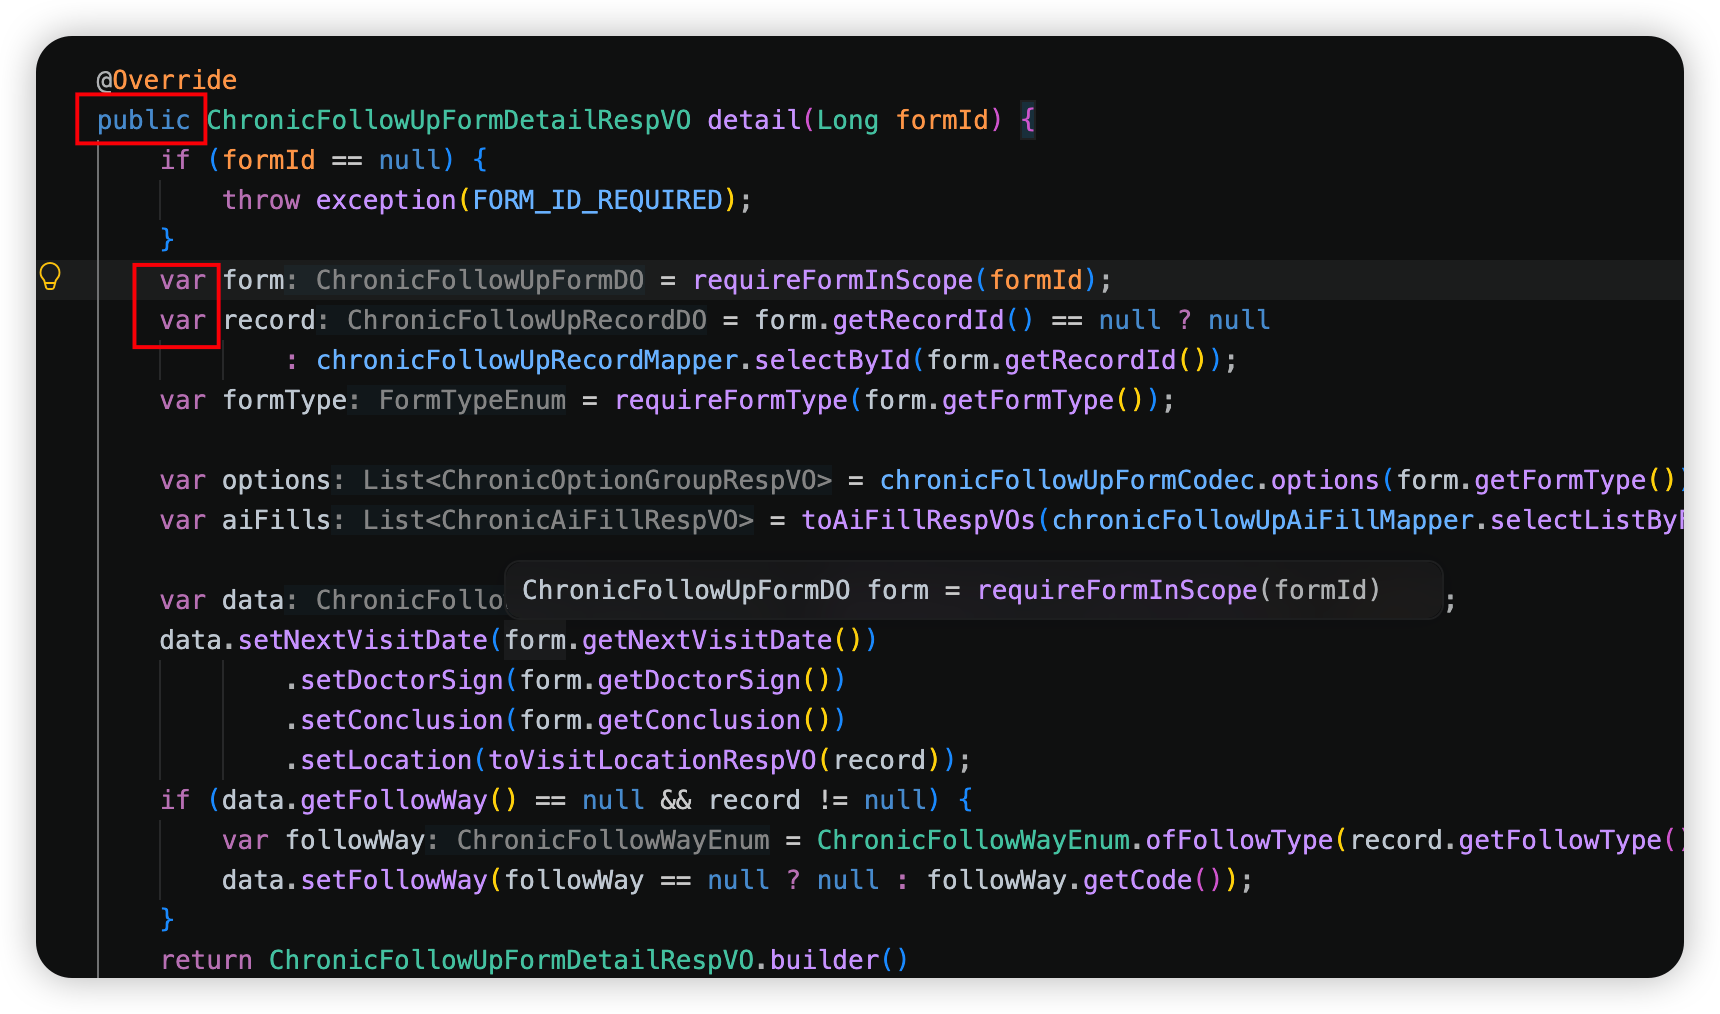 @Override
public ChronicFollowUpFormDetailRespVO detail(Long formId) {
if (formId == null) {
throw exception(FORM_ID_REQUIRED);
}
var form: ChronicFollowUpFormDO = requireFormInScope(formId);
var record: ChronicFollowUpRecordDO = form.getRecordId() == null ? null
: chronicFollowUpRecordMapper.selectById(form.getRecordId());
var formType: FormTypeEnum = requireFormType(form.getFormType());
var options: List<ChronicOptionGroupRespVO> = chronicFollowUpFormCodec.options(form.getFormType()
var aiFills: List<ChronicAiFillRespVO> = toAiFillRespVOs(chronicFollowUpAiFillMapper.selectListBy
ChronicFollowUpFormDO form = requireFormInScope(formId)
var data: ChronicFollo ;
data.setNextVisitDate(form.getNextVisitDate())
.setDoctorSign(form.getDoctorSign())
.setConclusion(form.getConclusion())
.setLocation(toVisitLocationRespVO(record));
if (data.getFollowWay() == null && record != null) {
var followWay: ChronicFollowWayEnum = ChronicFollowWayEnum.ofFollowType(record.getFollowType()
data.setFollowWay(followWay == null ? null : followWay.getCode());
}
return ChronicFollowUpFormDetailRespVO.builder()